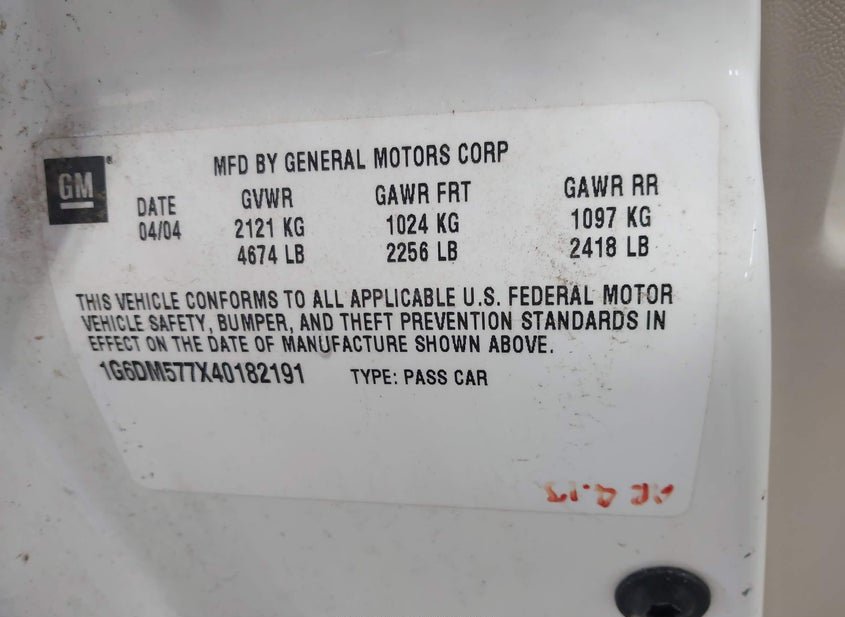 MFD BY GENERAL MOTORS CORP
GM®
DATE GVWR GAWR FRT GAWR RR
04/04 2121 KG 1024 KG 1097 KG
4674 LB 2256 LB 2418 LB
THIS VEHICLE CONFORMS TO ALL APPLICABLE U.S. FEDERAL MOTOR
VEHICLE SAFETY, BUMPER, AND THEFT PREVENTION STANDARDS IN
EFFECT ON THE DATE OF MANUFACTURE SHOWN ABOVE.
1G6DM577X40182191 TYPE: PASS CAR